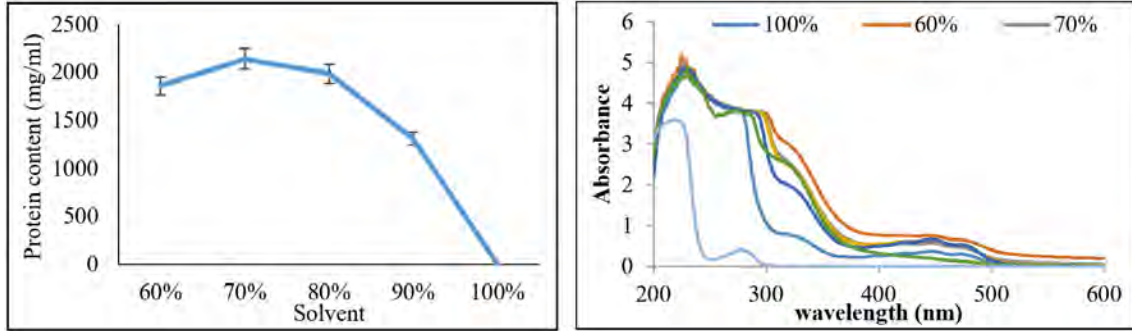 2500
2000
1500
1000
500
0
Protein content (mg/ml)
60% 70% 80% 90% 100%
Solvent
100% 60% 70%
6
5
4
3
2
1
0
Absorbance
200 300 400 500 600
wavelength (nm)